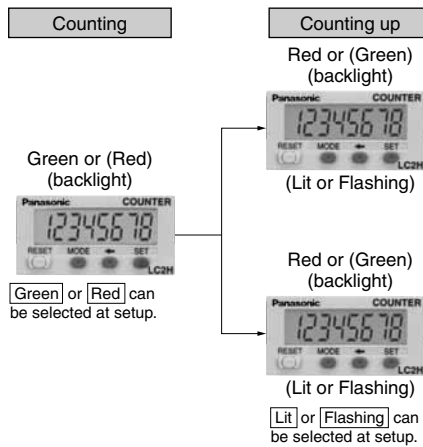 Counting
Counting up
Red or (Green)
(backlight)
Panasonic COUNTER
12345678
RESET MODE ← SET
LC2H
(Lit or Flashing)
Green or (Red)
(backlight)
Panasonic COUNTER
12345678
RESET MODE ← SET
LC2H
Green or Red can
be selected at setup.
Red or (Green)
(backlight)
Panasonic COUNTER
12345678
RESET MODE ← SET
LC2H
(Lit or Flashing)
Lit or Flashing can
be selected at setup.